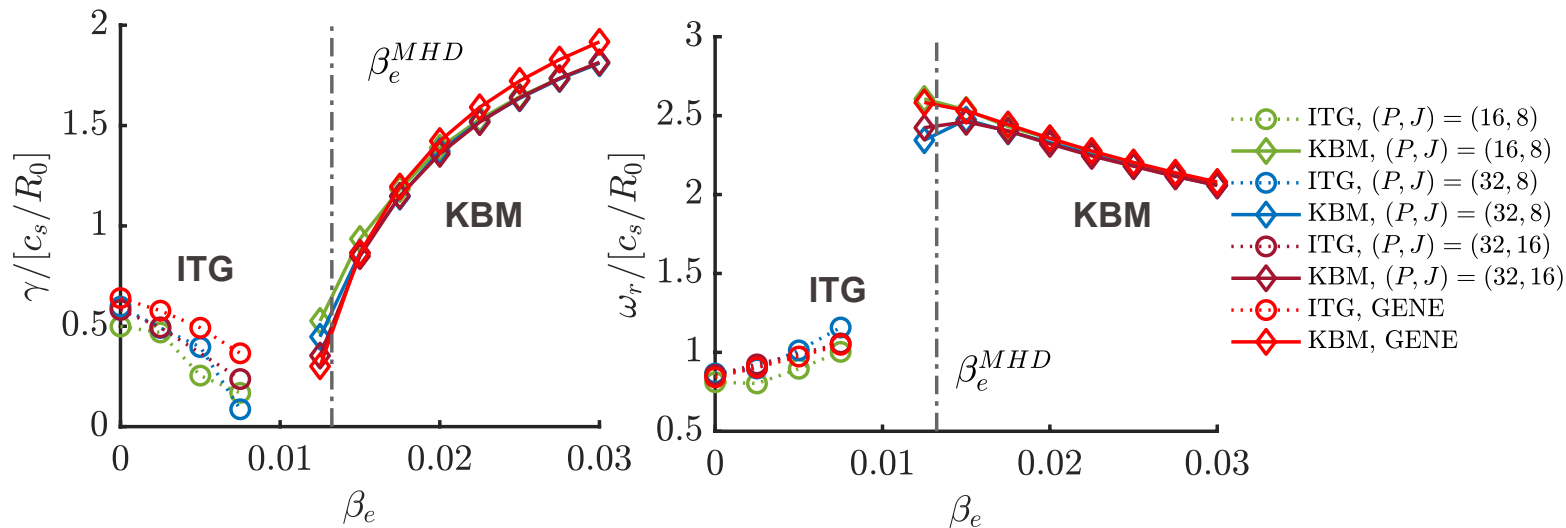 2
1.5
1
0.5
0
0
0.01
0.02
0.03
γ/[c_s/R_0]
β_e
β_e^{MHD}
ITG
KBM
3
2.5
2
1.5
1
0.5
0
0.01
0.02
0.03
ω_r/[c_s/R_0]
β_e
β_e^{MHD}
ITG
KBM
ITG, (P, J) = (16, 8)
KBM, (P, J) = (16, 8)
ITG, (P, J) = (32, 8)
KBM, (P, J) = (32, 8)
ITG, (P, J) = (32, 16)
KBM, (P, J) = (32, 16)
ITG, GENE
KBM, GENE